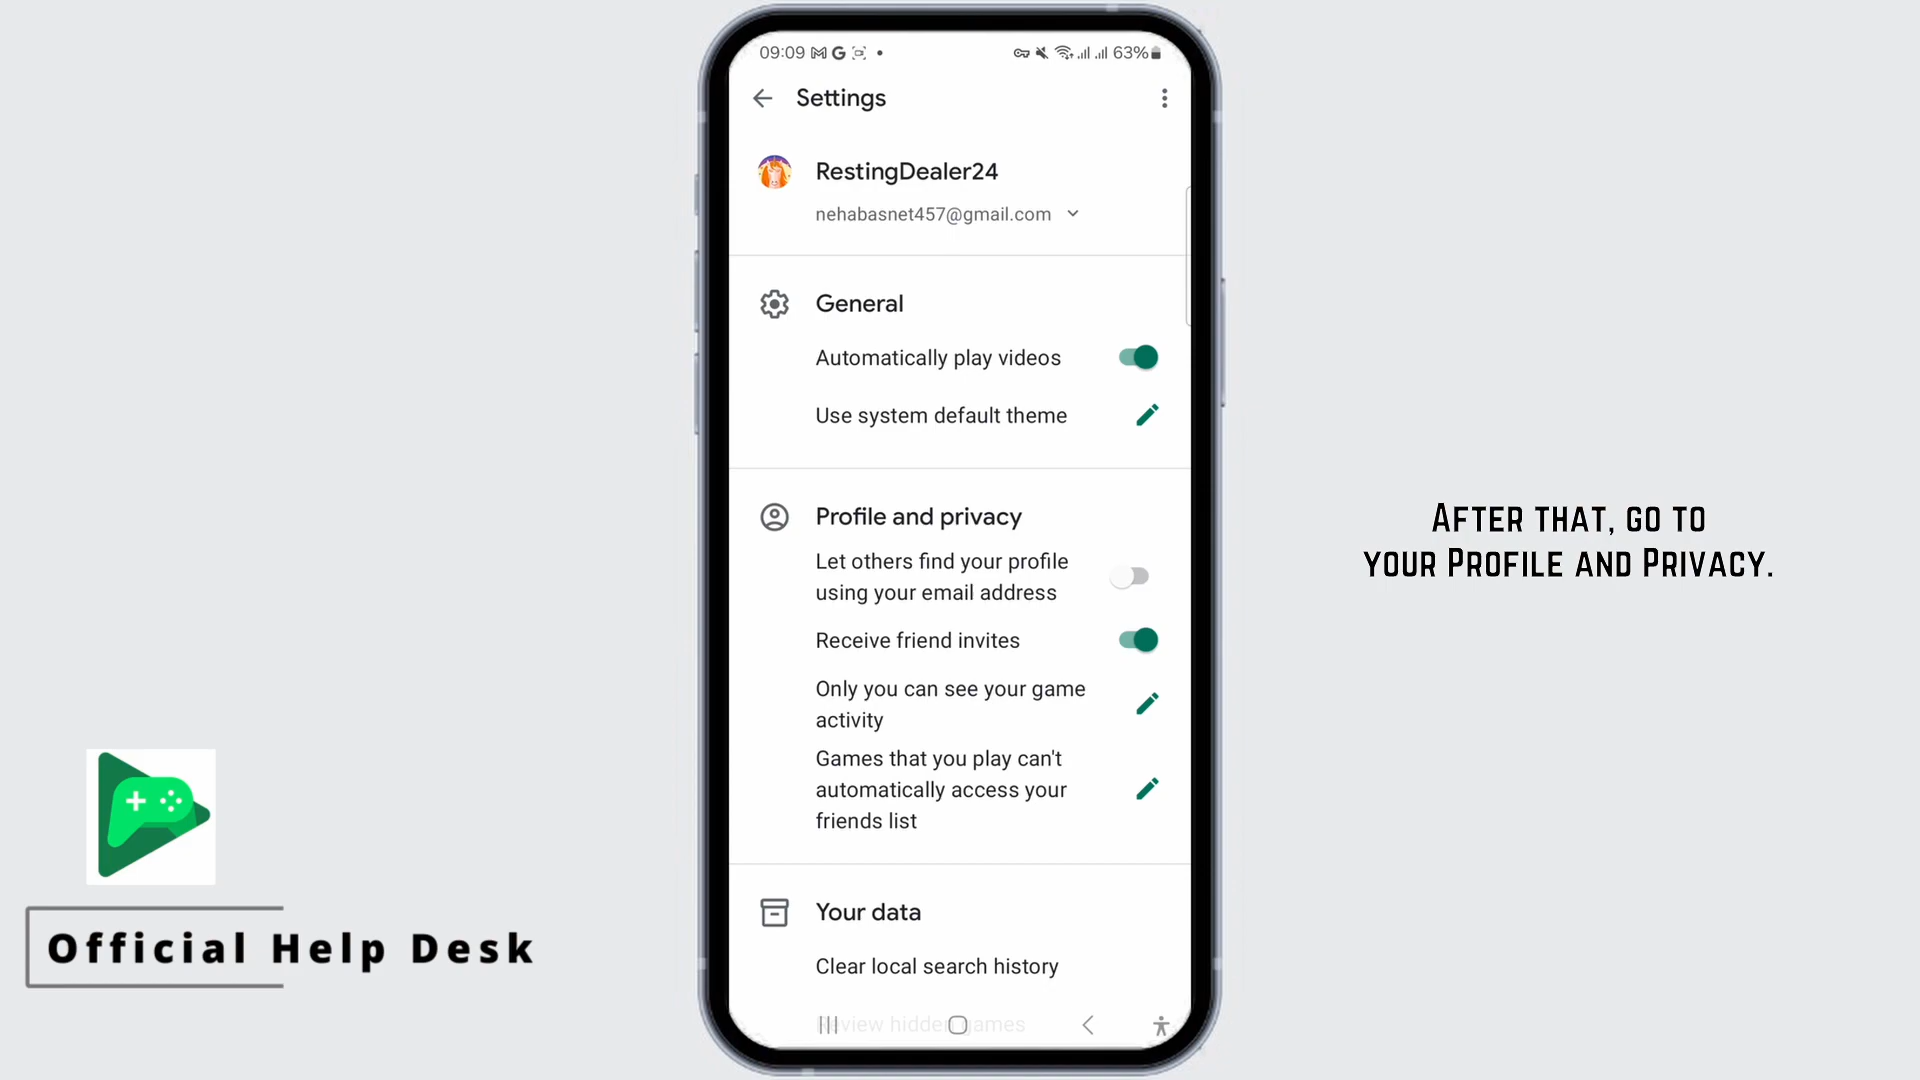 09:09
63%
Settings
RestingDealer24
nehabasnet457@gmail.com
General
Automatically play videos
Use system default theme
Profile and privacy
Let others find your profile
using your email address
Receive friend invites
Only you can see your game
activity
Games that you play can't
automatically access your
friends list
Your data
Clear local search history
Review hidden games
After that, go to
your Profile and Privacy.
Official Help Desk